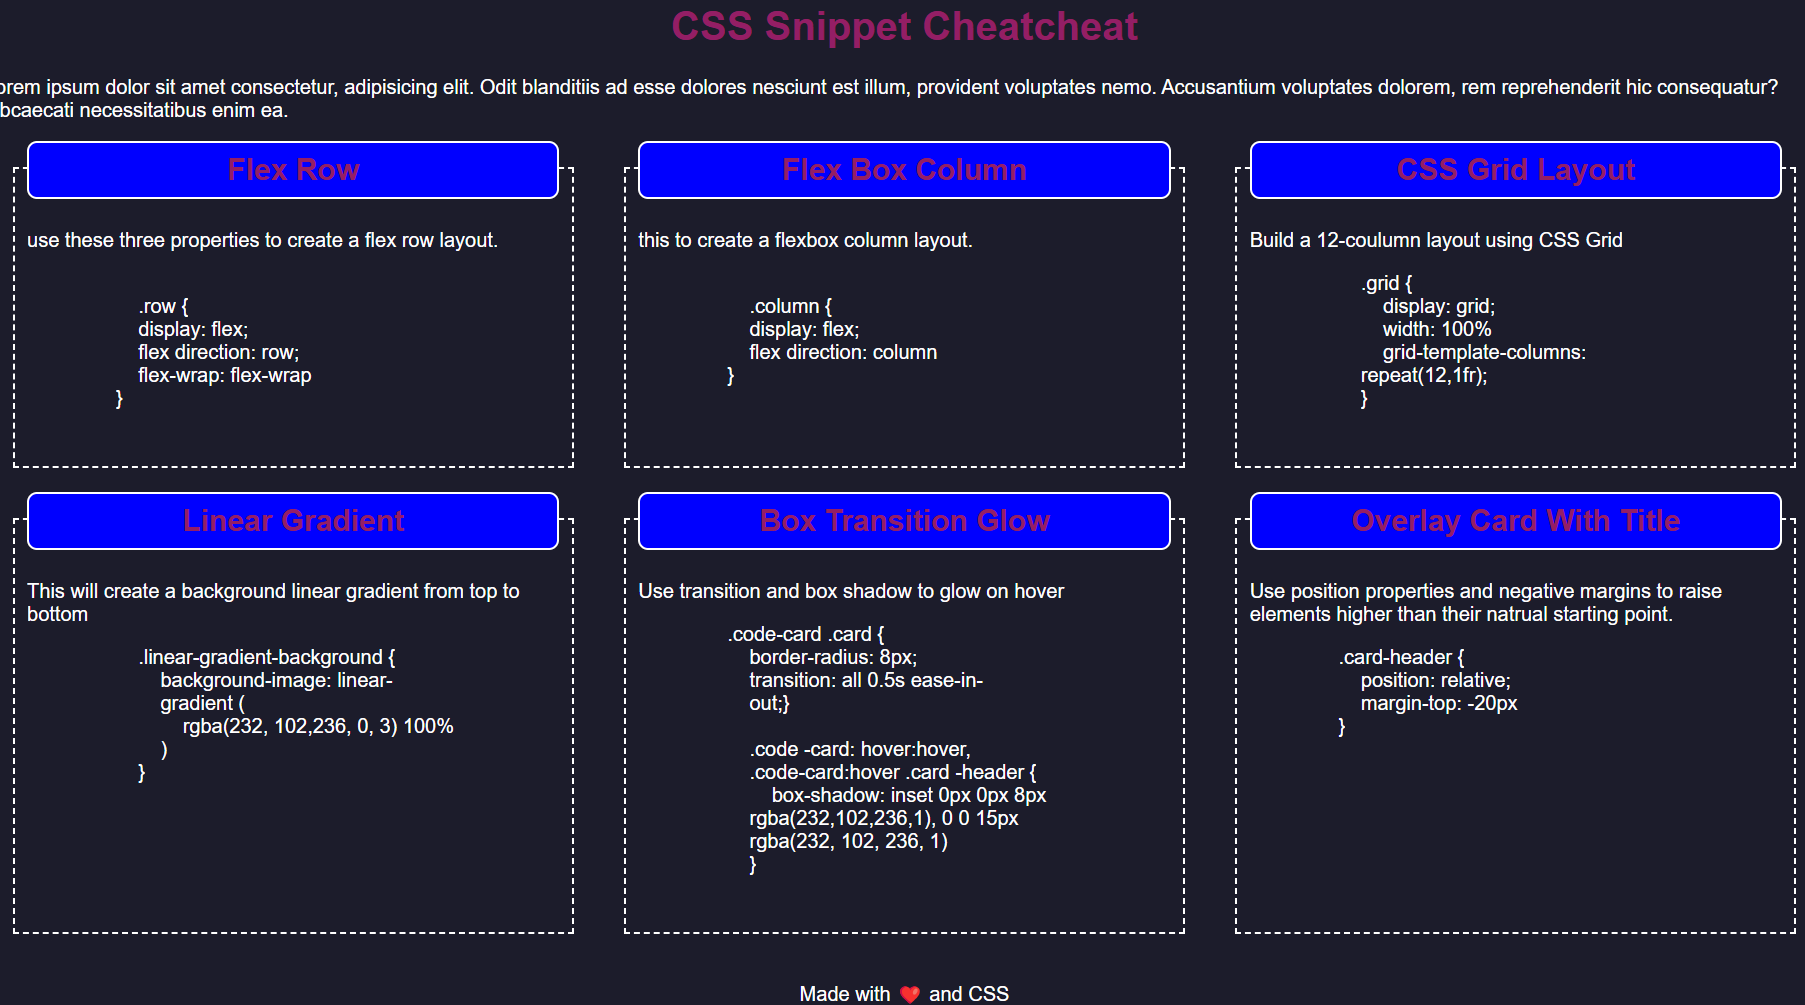 CSS Snippet Cheatcheat
orem ipsum dolor sit amet consectetur, adipisicing elit. Odit blanditiis ad esse dolores nesciunt est illum, provident voluptates nemo. Accusantium voluptates dolorem, rem reprehenderit hic consequatur?
bcaecati necessitatibus enim ea.
Flex Row
use these three properties to create a flex row layout.
.row {
display: flex;
flex direction: row;
flex-wrap: flex-wrap
}
Flex Box Column
this to create a flexbox column layout.
.column {
display: flex;
flex direction: column
}
CSS Grid Layout
Build a 12-coulumn layout using CSS Grid
.grid {
display: grid;
width: 100%
grid-template-columns:
repeat(12,1fr);
}
Linear Gradient
This will create a background linear gradient from top to
bottom
.linear-gradient-background {
background-image: linear-
gradient (
rgba(232, 102,236, 0, 3) 100%
)
}
Box Transition Glow
Use transition and box shadow to glow on hover
.code-card .card {
border-radius: 8px;
transition: all 0.5s ease-in-
out;}
.code -card: hover:hover,
.code-card:hover .card -header {
box-shadow: inset 0px 0px 8px
rgba(232,102,236,1), 0 0 15px
rgba(232, 102, 236, 1)
}
Overlay Card With Title
Use position properties and negative margins to raise
elements higher than their natrual starting point.
.card-header {
position: relative;
margin-top: -20px
}
Made with ❤️ and CSS